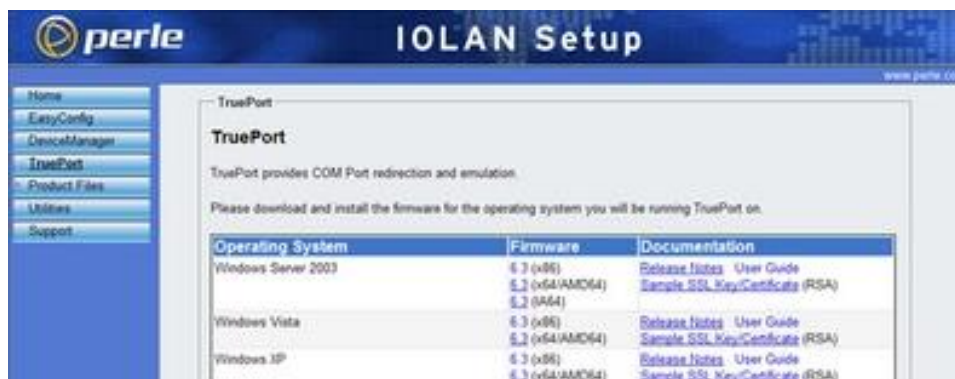 perle
IOLAN Setup
www.perle.co
Home
EasyConfig
DeviceManager
TruePort
Product Files
Utilities
Support
TruePort
TruePort
TruePort provides COM Port redirection and emulation.
Please download and install the firmware for the operating system you will be running TruePort on.
Operating System Firmware Documentation
Windows Server 2003 6.3 (x86) Release Notes User Guide
6.3 (x64/AMD64) Sample SSL Key/Certificate (RSA)
6.3 (IA64)
Windows Vista 6.3 (x86) Release Notes User Guide
6.3 (x64/AMD64) Sample SSL Key/Certificate (RSA)
Windows XP 6.3 (x86) Release Notes User Guide
6.3 (x64/AMD64) Sample SSL Key/Certificate (RSA)